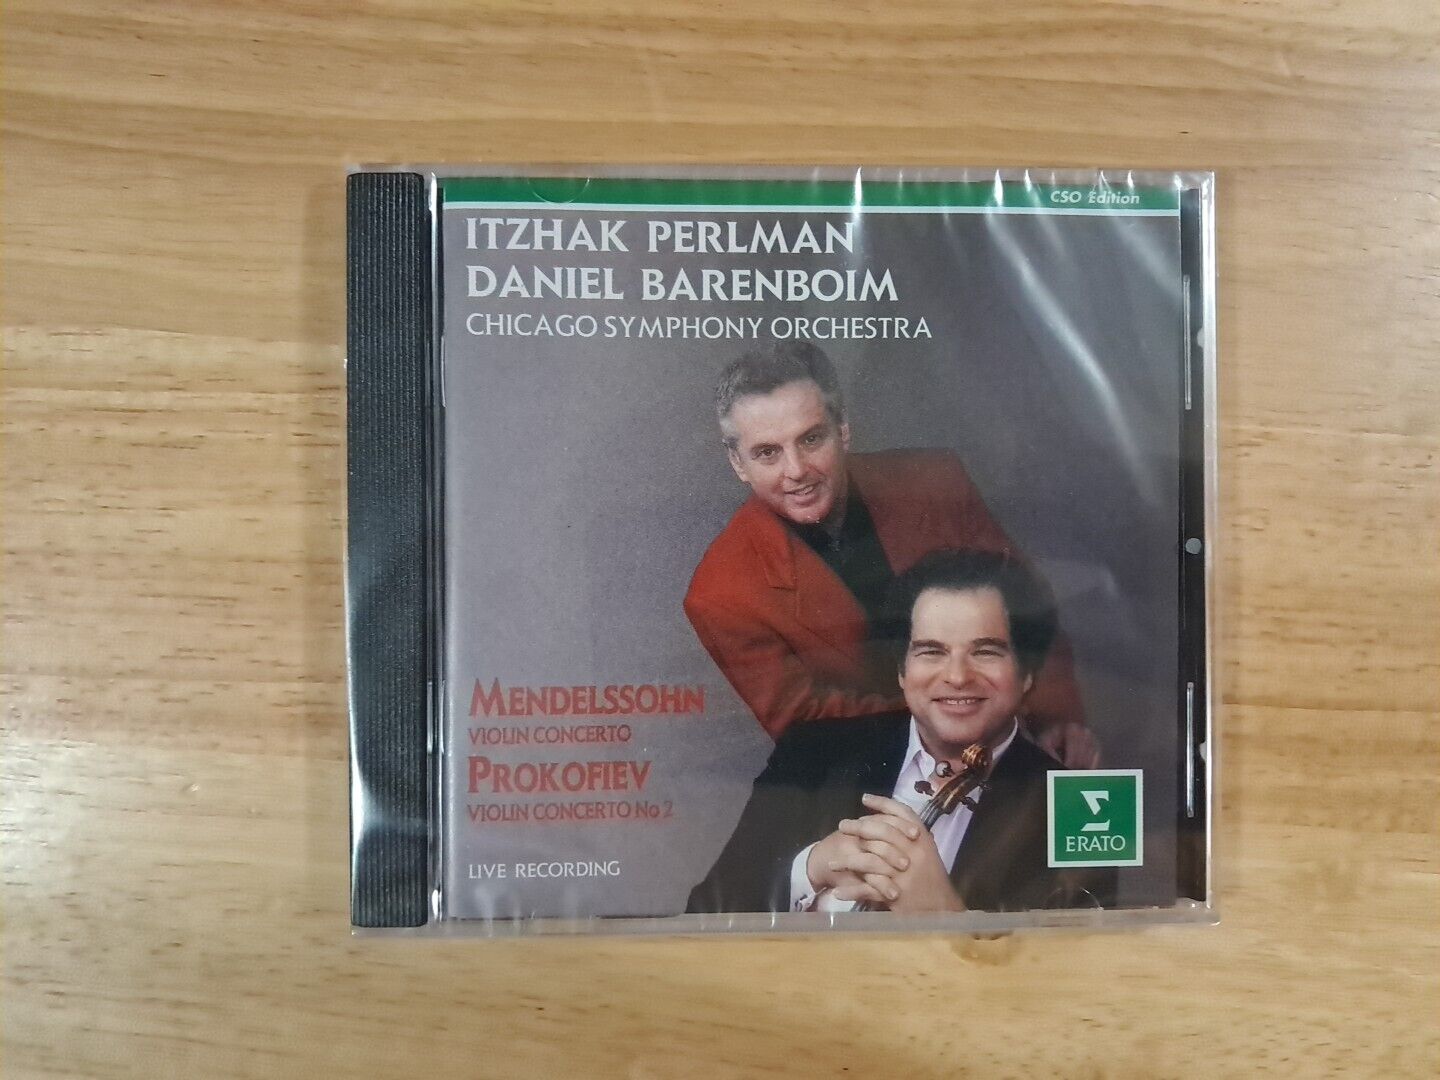 CSO Edition
ITZHAK PERLMAN
DANIEL BARENBOIM
CHICAGO SYMPHONY ORCHESTRA
MENDELSSOHN
VIOLIN CONCERTO
PROKOFIEV
VIOLIN CONCERTO No 2
LIVE RECORDING
ERATO